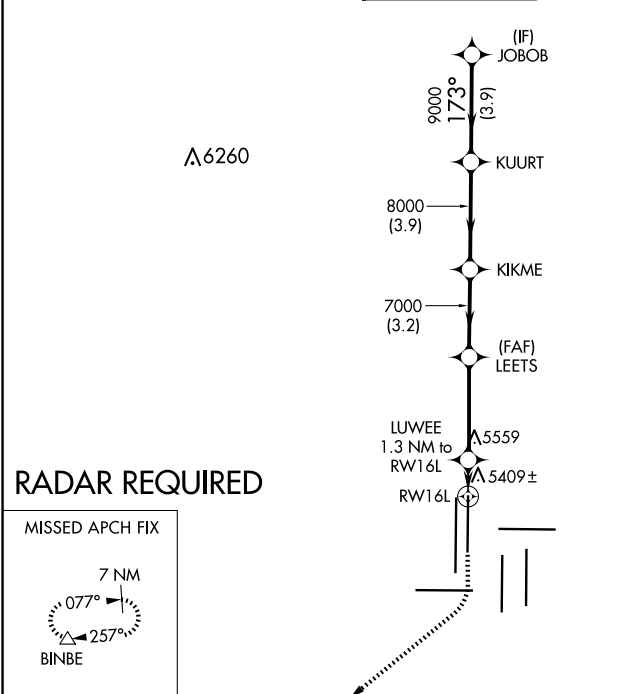 (IF)
JOBOB
9000
173°
(3.9)
6260
KUURT
8000
(3.9)
KIKME
7000
(3.2)
(FAF)
LEETS
LUWEE
1.3 NM to
RW16L
5559
5409±
RW16L
RADAR REQUIRED
MISSED APCH FIX
7 NM
077°
257°
BINBE